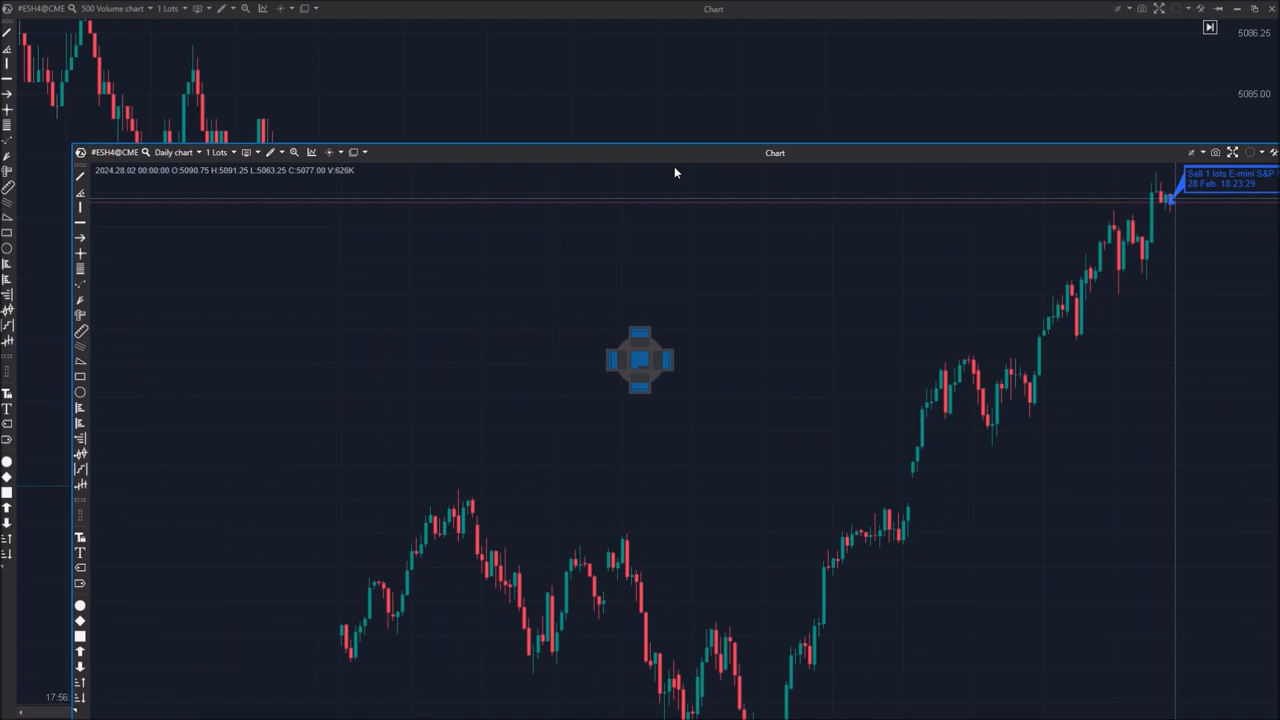 #ESH4@CME 500 Volume chart 1 Lots Chart
5086.25
5085.00
#ESH4@CME Daily chart 1 Lots Chart
2024.28.02 00:00:00 O:5090.75 H:5091.25 L:5063.25 C:5077.00 V:626K
Sell 1 lots E-mini S&P
28 Feb. 18:23:29
17:56